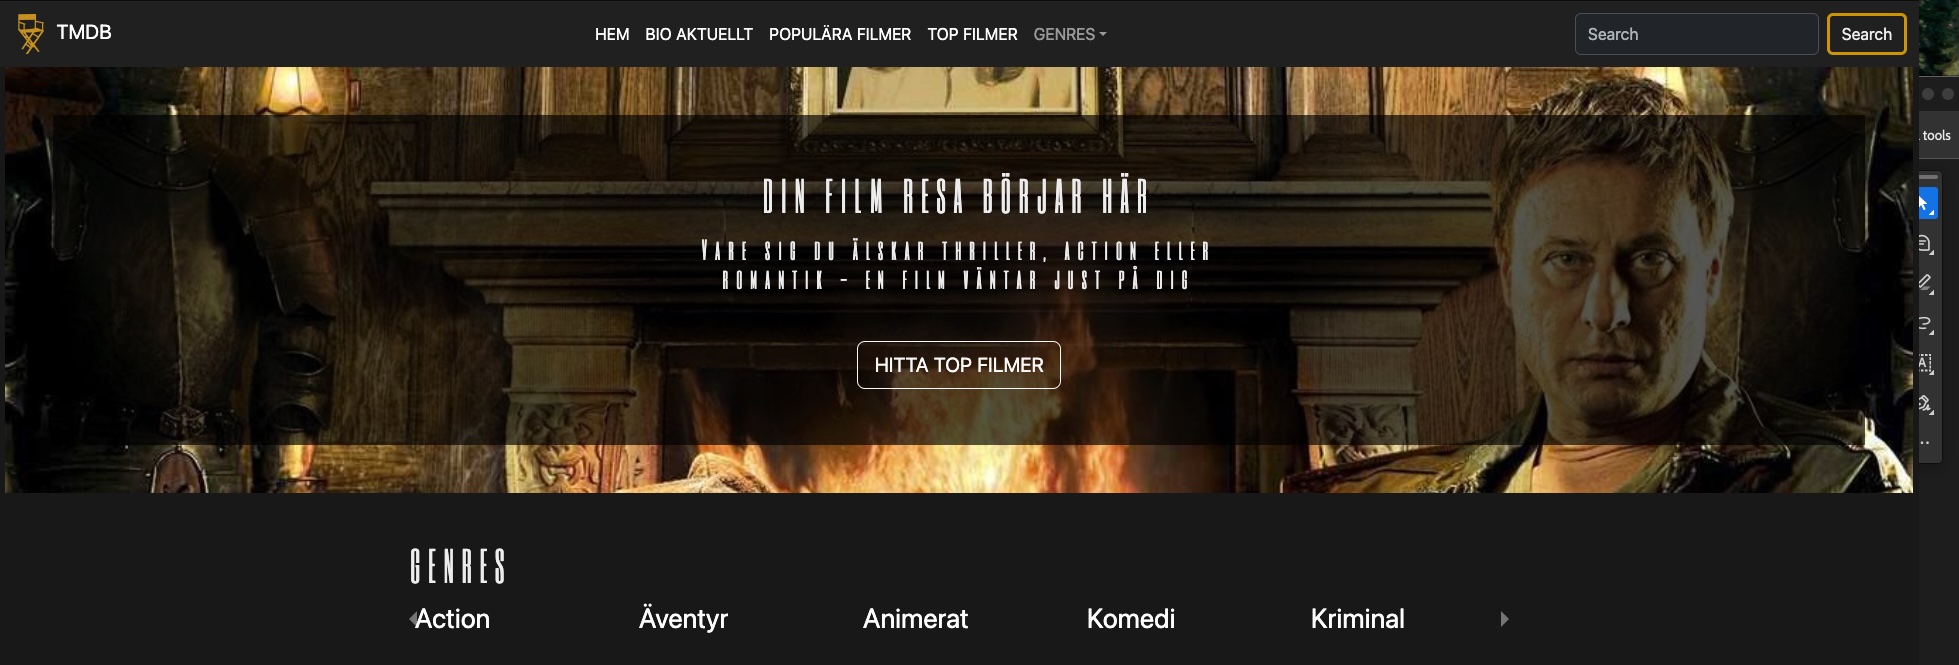 TMDB
HEM BIO AKTUELLT POPULÄRA FILMER TOP FILMER GENRES
Search
Search
tools
DIN FILM RESA BÖRJAR HÄR
VARE SIG DU ÄLSKAR THRILLER, ACTION ELLER
ROMANTIK – EN FILM VÄNTAR JUST PÅ DIG
HITTA TOP FILMER
GENRES
Action Äventyr Animerat Komedi Kriminal